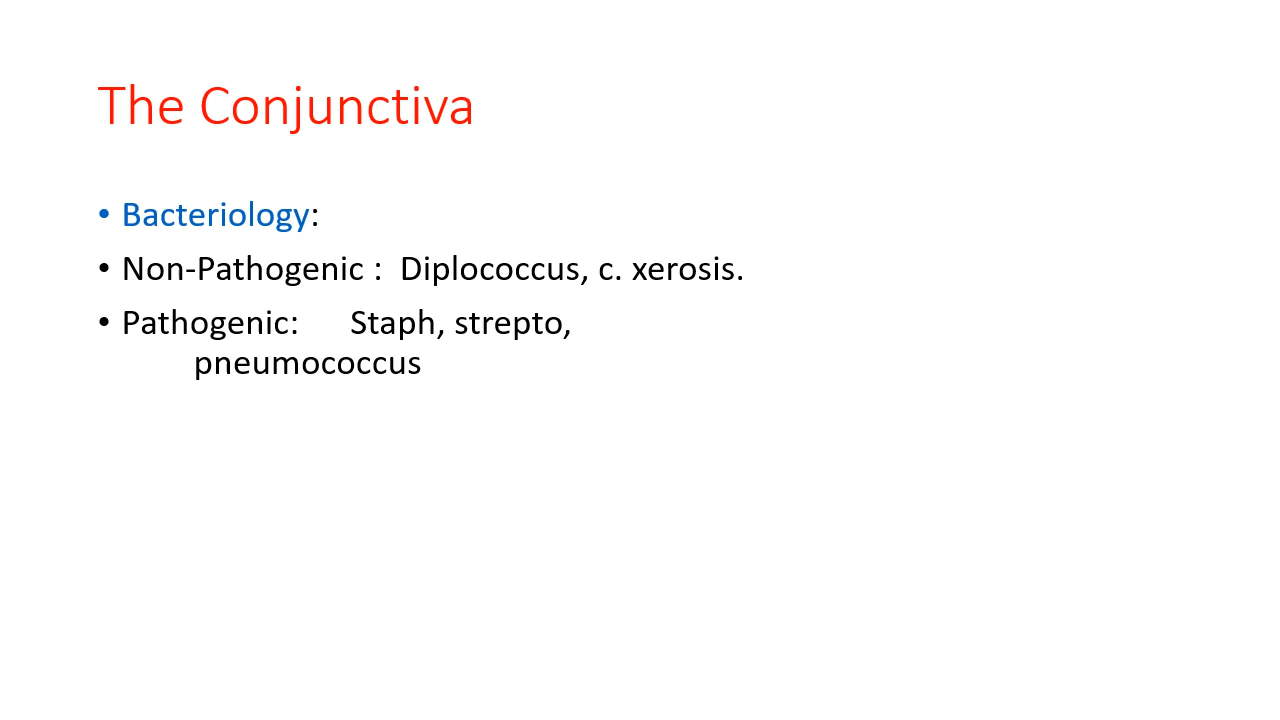 The Conjunctiva
• Bacteriology:
• Non-Pathogenic : Diplococcus, c. xerosis.
• Pathogenic: Staph, strepto,
pneumococcus